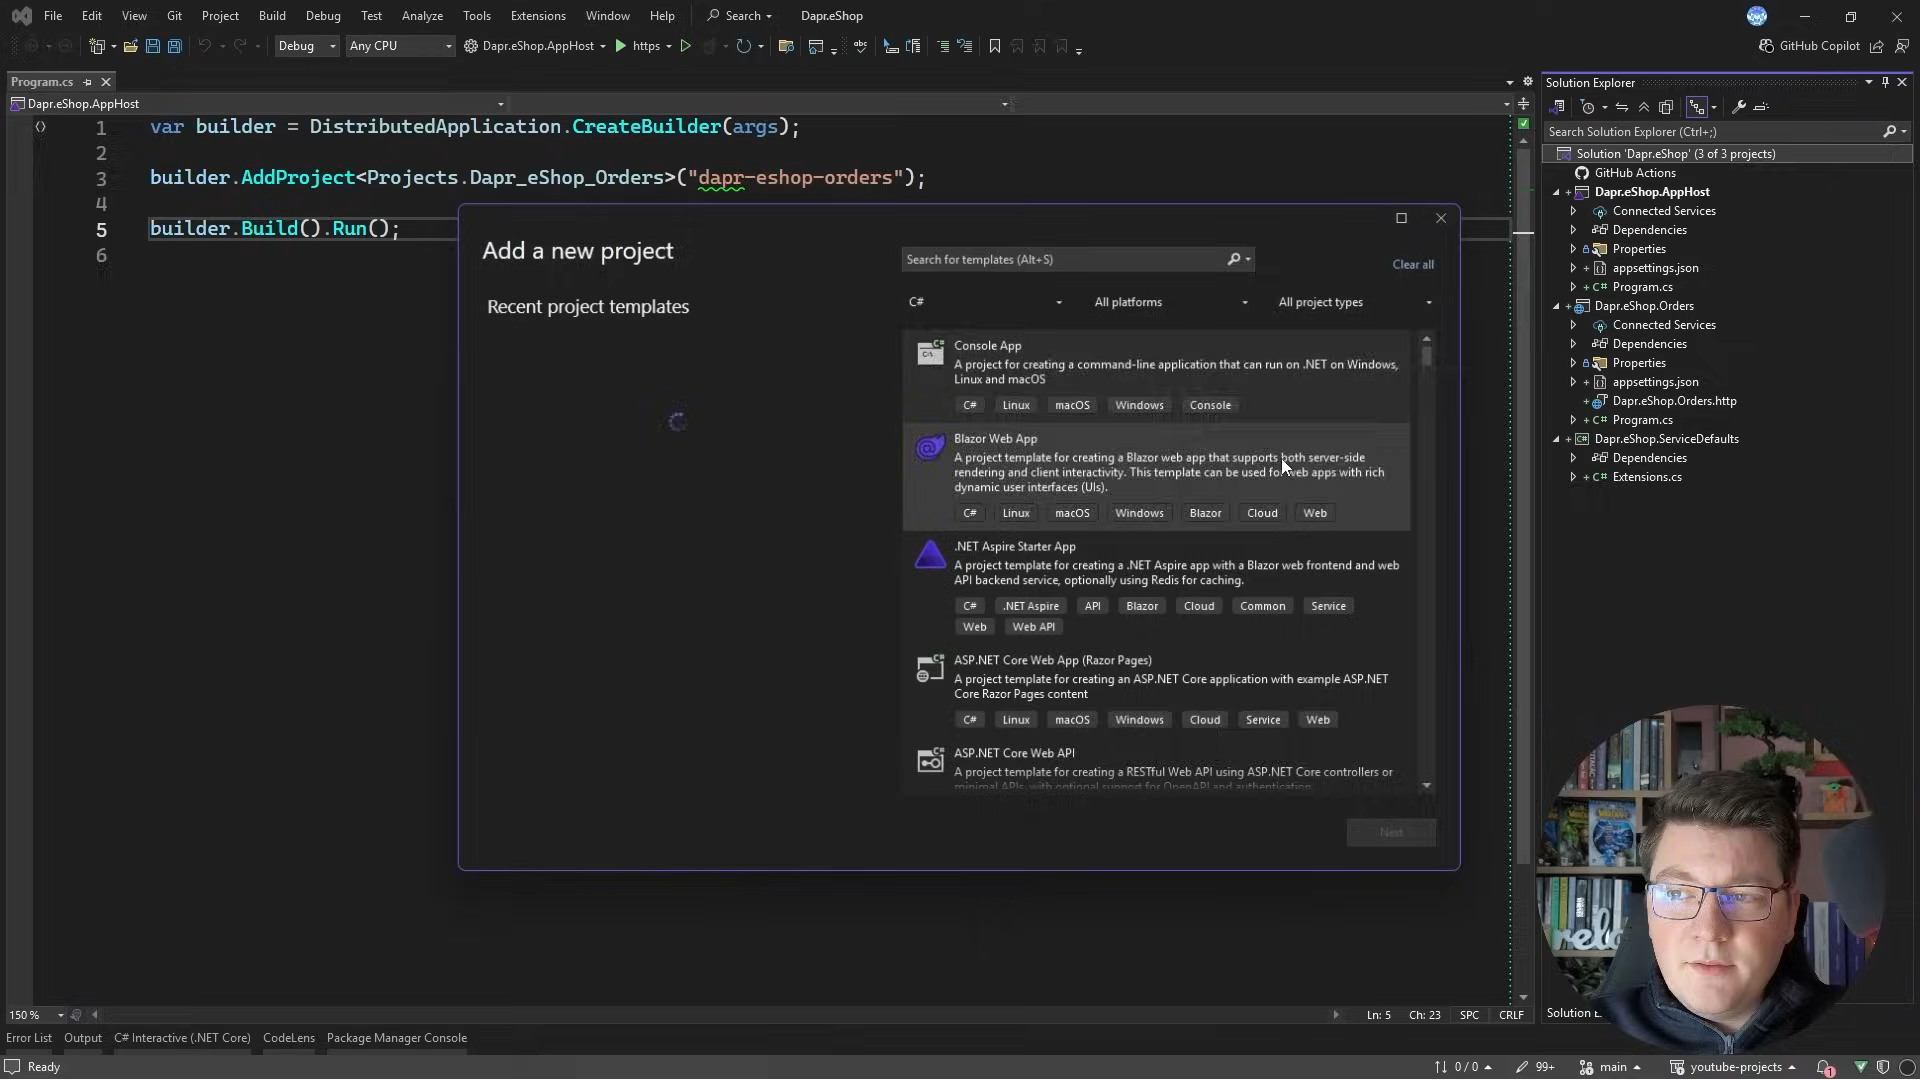 File Edit View Git Project Build Debug Test Analyze Tools Extensions Window Help Search Dapr.eShop
Debug Any CPU Dapr.eShop.AppHost https GitHub Copilot
Program.cs
Dapr.eShop.AppHost
1 var builder = DistributedApplication.CreateBuilder(args);
2
3 builder.AddProject<Projects.Dapr_eShop_Orders>("dapr-eshop-orders");
4
5 builder.Build().Run();
6
Add a new project
Recent project templates
Search for templates (Alt+S)
Clear all
C# All platforms All project types
Console App
A project for creating a command-line application that can run on .NET on Windows,
Linux and macOS
C# Linux macOS Windows Console
Blazor Web App
A project template for creating a Blazor web app that supports both server-side
rendering and client interactivity. This template can be used for web apps with rich
dynamic user interfaces (UIs).
C# Linux macOS Windows Blazor Cloud Web
.NET Aspire Starter App
A project template for creating a .NET Aspire app with a Blazor web frontend and web
API backend service, optionally using Redis for caching.
C# .NET Aspire API Blazor Cloud Common Service
Web Web API
ASP.NET Core Web App (Razor Pages)
A project template for creating an ASP.NET Core application with example ASP.NET
Core Razor Pages content
C# Linux macOS Windows Cloud Service Web
ASP.NET Core Web API
A project template for creating a RESTful Web API using ASP.NET Core controllers or
minimal APIs, with optional support for OpenAPI and authentication.
Next
Solution Explorer
Search Solution Explorer (Ctrl+;)
Solution 'Dapr.eShop' (3 of 3 projects)
GitHub Actions
Dapr.eShop.AppHost
Connected Services
Dependencies
Properties
appsettings.json
C# Program.cs
Dapr.eShop.Orders
Connected Services
Dependencies
Properties
appsettings.json
Dapr.eShop.Orders.http
C# Program.cs
Dapr.eShop.ServiceDefaults
Dependencies
C# Extensions.cs
150 % Ln: 5 Ch: 23 SPC CRLF
Solution E
Error List Output C# Interactive (.NET Core) CodeLens Package Manager Console
Ready 0 / 0 99+ main youtube-projects 1